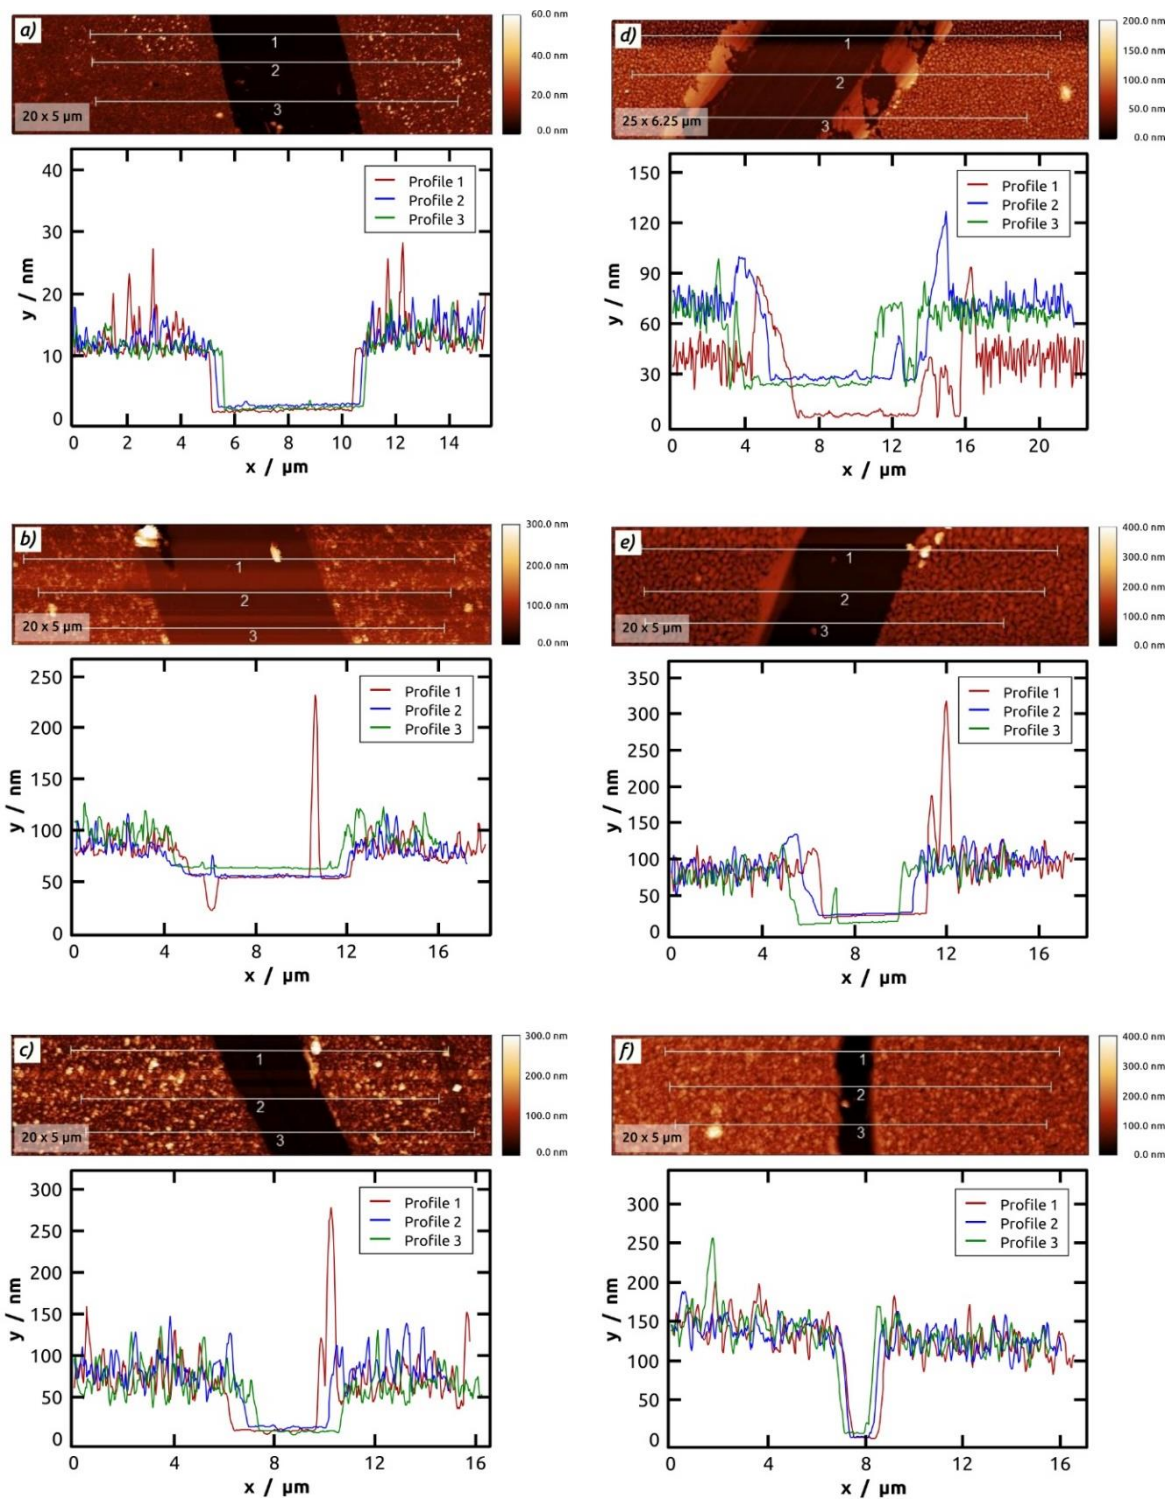 a)
1
2
3
20 x 5 µm
60.0 nm
40.0 nm
20.0 nm
0.0 nm
y / nm
40
30
20
10
0
Profile 1
Profile 2
Profile 3
0 2 4 6 8 10 12 14
x / µm
d)
1
2
3
25 x 6.25 µm
200.0 nm
150.0 nm
100.0 nm
50.0 nm
0.0 nm
y / nm
150
120
90
60
30
0
Profile 1
Profile 2
Profile 3
0 4 8 12 16 20
x / µm
b)
1
2
3
20 x 5 µm
300.0 nm
200.0 nm
100.0 nm
0.0 nm
y / nm
250
200
150
100
50
0
Profile 1
Profile 2
Profile 3
0 4 8 12 16
x / µm
e)
1
2
3
20 x 5 µm
400.0 nm
300.0 nm
200.0 nm
100.0 nm
0.0 nm
y / nm
350
300
250
200
150
100
50
0
Profile 1
Profile 2
Profile 3
0 4 8 12 16
x / µm
c)
1
2
3
20 x 5 µm
300.0 nm
200.0 nm
100.0 nm
0.0 nm
y / nm
300
250
200
150
100
50
0
Profile 1
Profile 2
Profile 3
0 4 8 12 16
x / µm
f)
1
2
3
20 x 5 µm
400.0 nm
300.0 nm
200.0 nm
100.0 nm
0.0 nm
y / nm
300
250
200
150
100
50
0
Profile 1
Profile 2
Profile 3
0 4 8 12 16
x / µm